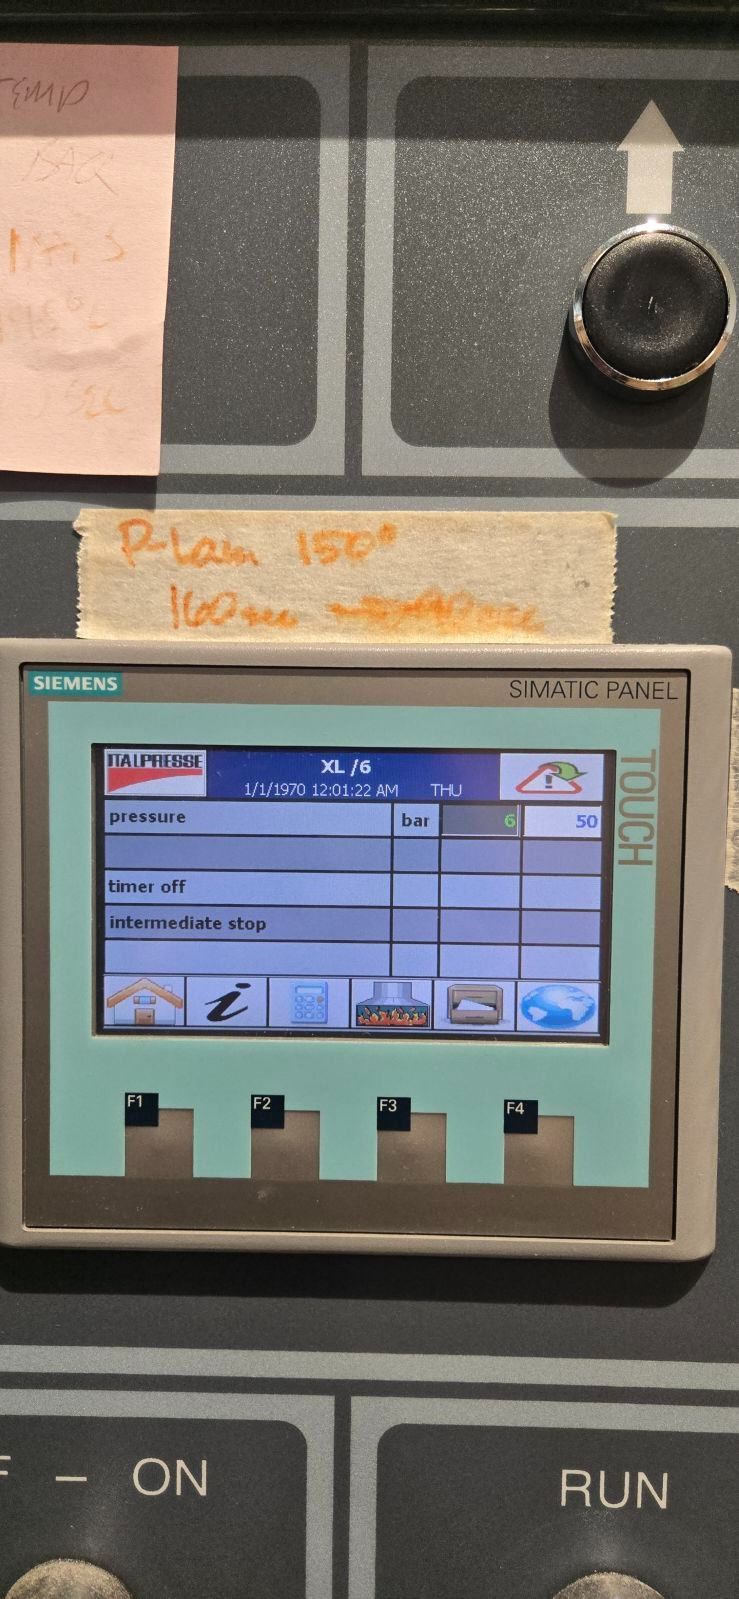 TEMP
P-Lam 150°
160sec
SIEMENS
SIMATIC PANEL
TOUCH
ITALPRESSE
XL /6
1/1/1970 12:01:22 AM THU
pressure bar 6 50
timer off
intermediate stop
F1 F2 F3 F4
– ON
RUN